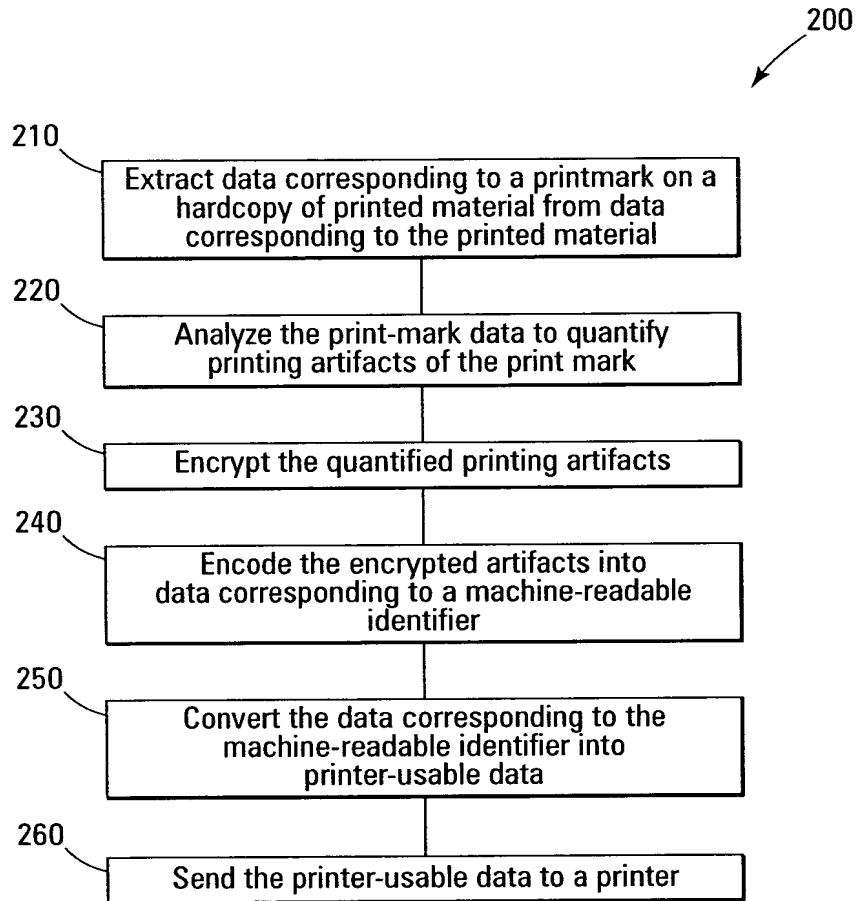 200
210
Extract data corresponding to a printmark on a
hardcopy of printed material from data
corresponding to the printed material
220
Analyze the print-mark data to quantify
printing artifacts of the print mark
230
Encrypt the quantified printing artifacts
240
Encode the encrypted artifacts into
data corresponding to a machine-readable
identifier
250
Convert the data corresponding to the
machine-readable identifier into
printer-usable data
260
Send the printer-usable data to a printer